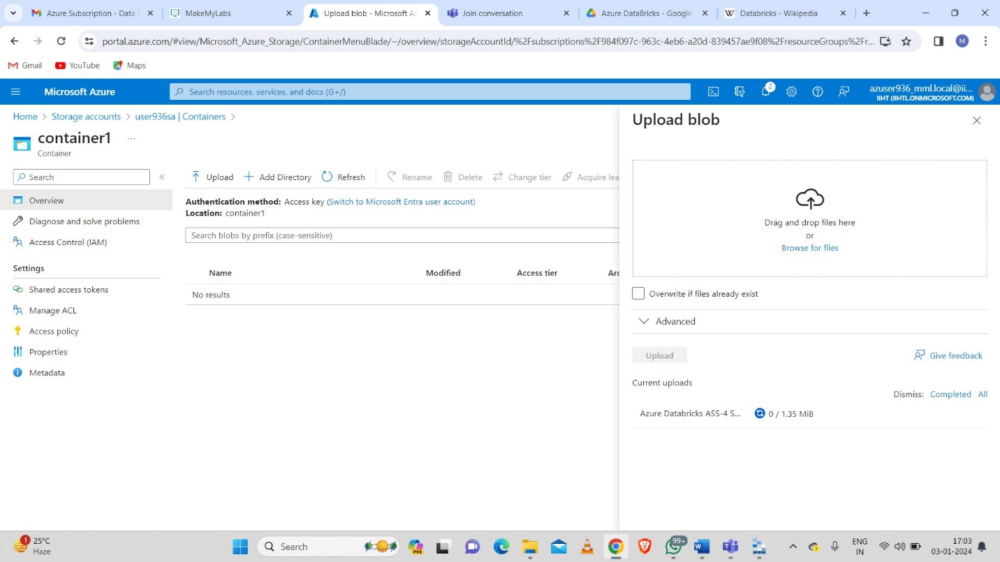 Azure Subscription - Data
MakeMyLabs
Upload blob - Microsoft A
Join conversation
Azure DataBricks - Google
Databricks - Wikipedia
portal.azure.com/#view/Microsoft_Azure_Storage/ContainerMenuBlade/~/overview/storageAccountId/%2Fsubscriptions%2F984f097c-963c-4eb6-a20d-839457ae9f08%2FresourceGroups%2Fr...
M
Gmail
YouTube
Maps
Microsoft Azure
Search resources, services, and docs (G+/)
2
azuser936_mml.local@ii...
IIHT (IIHTL.ONMICROSOFT.COM)
Home > Storage accounts > user936sa | Containers >
container1 ...
Container
Search
«
Overview
Diagnose and solve problems
Access Control (IAM)
Settings
Shared access tokens
Manage ACL
Access policy
Properties
Metadata
Upload
Add Directory
Refresh
Rename
Delete
Change tier
Acquire lea
Authentication method: Access key (Switch to Microsoft Entra user account)
Location: container1
Search blobs by prefix (case-sensitive)
Name Modified Access tier Arc
No results
Upload blob
Drag and drop files here
or
Browse for files
Overwrite if files already exist
Advanced
Upload
Give feedback
Current uploads
Dismiss: Completed All
Azure Databricks ASS-4 S... 0 / 1.35 MiB
1
25°C
Haze
Search
PRE
99+
ENG
IN
17:03
03-01-2024